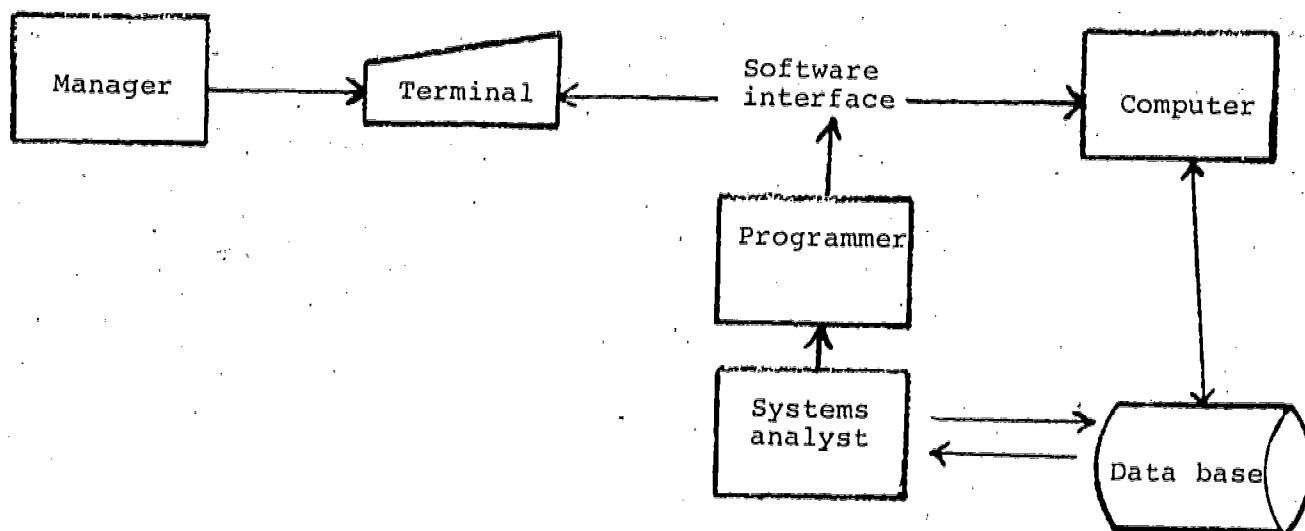 Manager
Terminal
Software
interface
Computer
Programmer
Systems
analyst
Data base